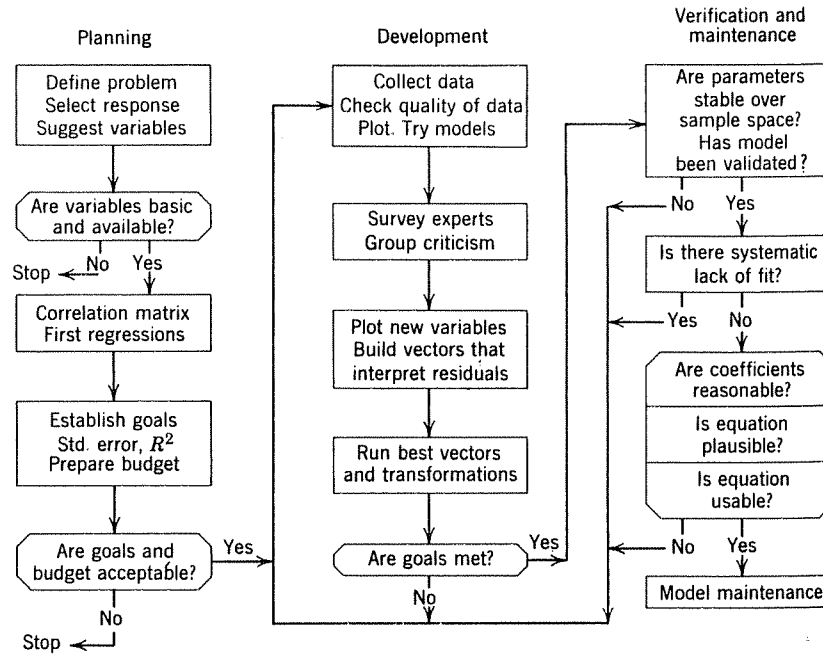 Planning
Define problem
Select response
Suggest variables
Are variables basic
and available?
No
Yes
Stop
Correlation matrix
First regressions
Establish goals
Std. error, R²
Prepare budget
Are goals and
budget acceptable?
Yes
No
Stop
Development
Collect data
Check quality of data
Plot. Try models
Survey experts
Group criticism
Plot new variables
Build vectors that
interpret residuals
Run best vectors
and transformations
Are goals met?
Yes
No
Verification and
maintenance
Are parameters
stable over
sample space?
Has model
been validated?
No
Yes
Is there systematic
lack of fit?
Yes
No
Are coefficients
reasonable?
Is equation
plausible?
Is equation
usable?
No
Yes
Model maintenance